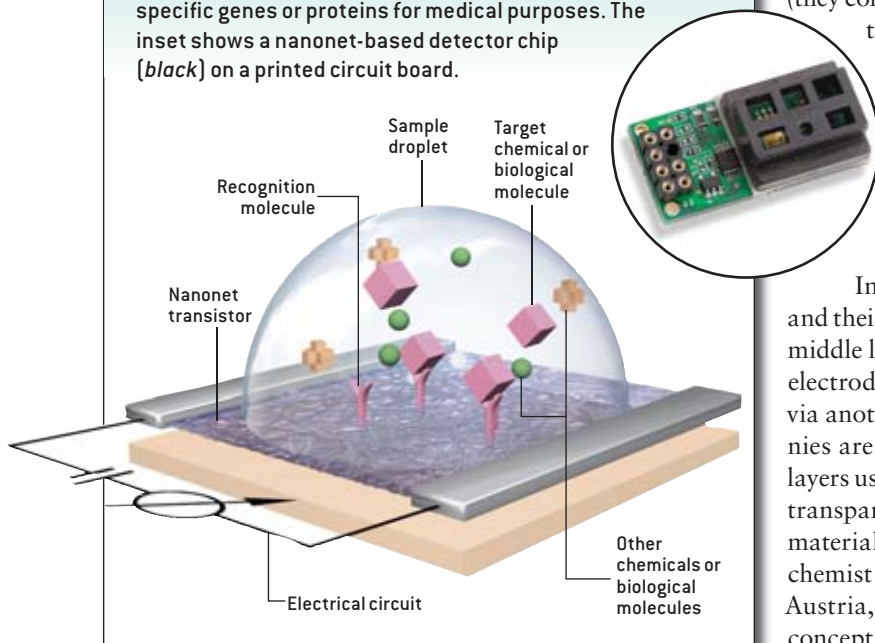 specific genes or proteins for medical purposes. The
inset shows a nanonet-based detector chip
(black) on a printed circuit board.
Sample
droplet
Target
chemical or
biological
molecule
Recognition
molecule
Nanonet
transistor
Other
chemicals or
biological
molecules
Electrical circuit
(they
t
In
and their
middle
electrod
via anot
nies are
layers us
transpar
material
chemist
Austria,
concept